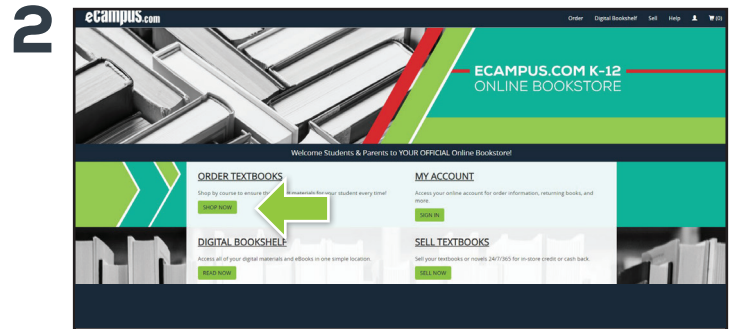 2
ecampus.com
Order Digital Bookshelf Sell Help (0)
ECAMPUS.COM K-12
ONLINE BOOKSTORE
Welcome Students & Parents to YOUR OFFICIAL Online Bookstore!
ORDER TEXTBOOKS
Shop by course to ensure the materials for your student every time!
SHOP NOW
MY ACCOUNT
Access your online account for order information, returning books, and
more.
SIGN IN
DIGITAL BOOKSHELF
Access all of your digital materials and eBooks in one simple location.
READ NOW
SELL TEXTBOOKS
Sell your textbooks or novels 24/7/365 for in-store credit or cash back.
SELL NOW